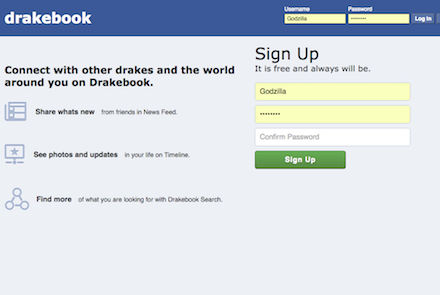 drakebook
Username Password
Godzilla •••••••• Log In
Sign Up
It is free and always will be.
Connect with other drakes and the world
around you on Drakebook.
Godzilla
Share whats new from friends in News Feed.
••••••••
Confirm Password
See photos and updates in your life on Timeline.
Sign Up
Find more of what you are looking for with Drakebook Search.